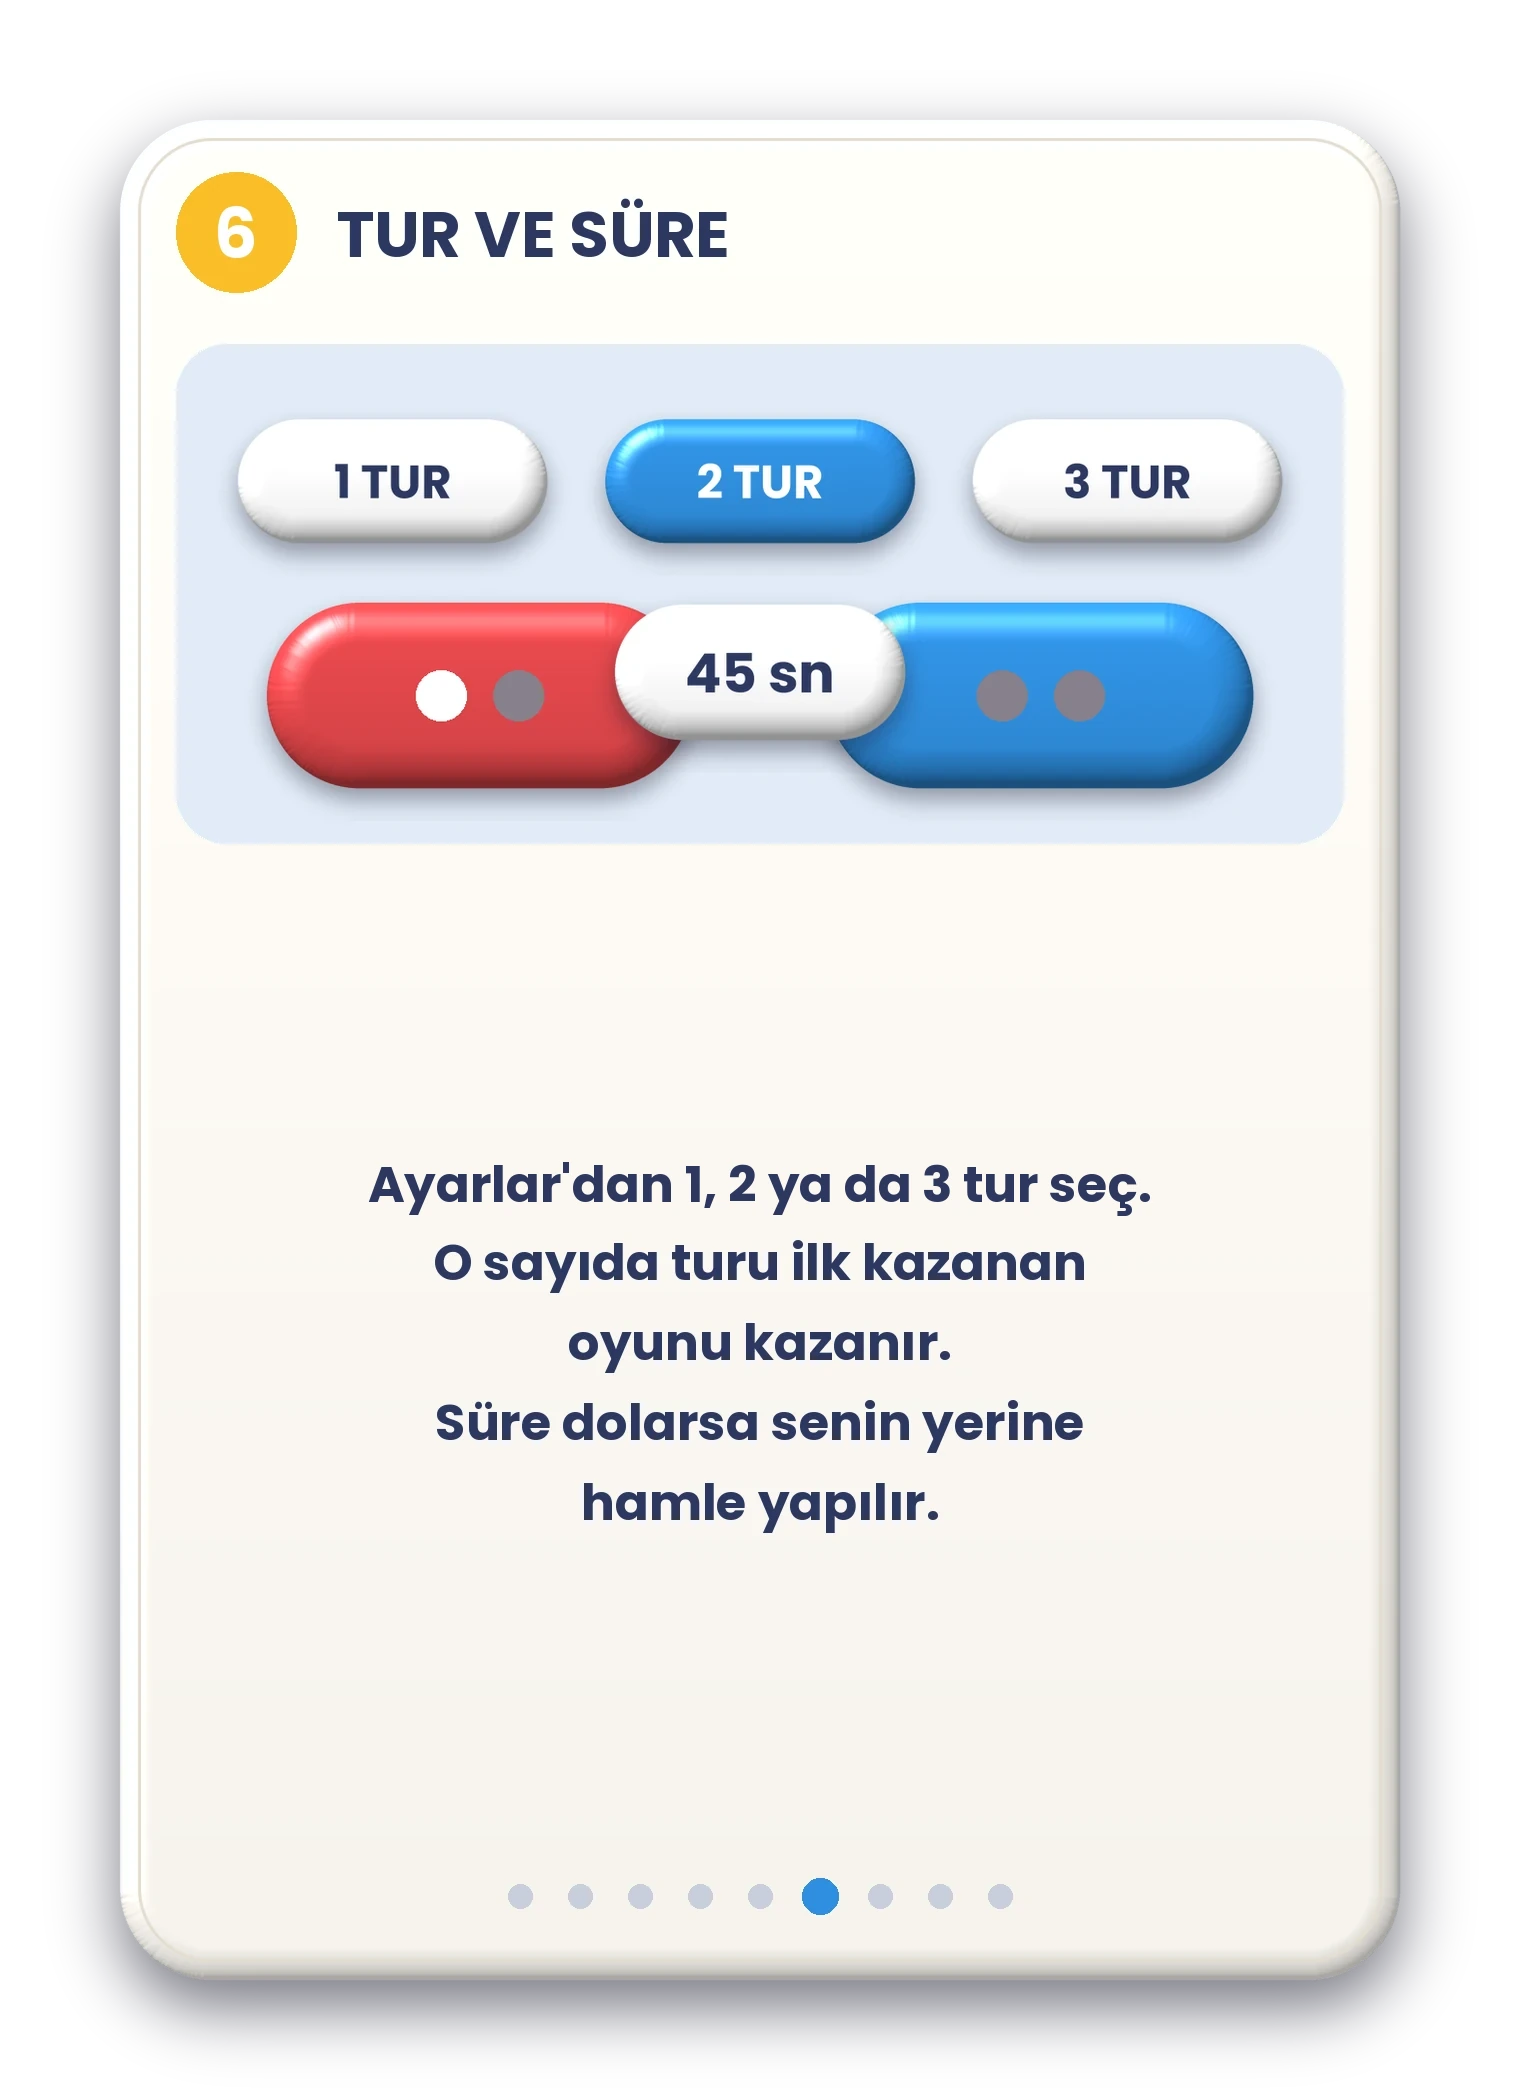 6 TUR VE SÜRE
1 TUR 2 TUR 3 TUR
45 sn
Ayarlar'dan 1, 2 ya da 3 tur seç.
O sayıda turu ilk kazanan
oyunu kazanır.
Süre dolarsa senin yerine
hamle yapılır.